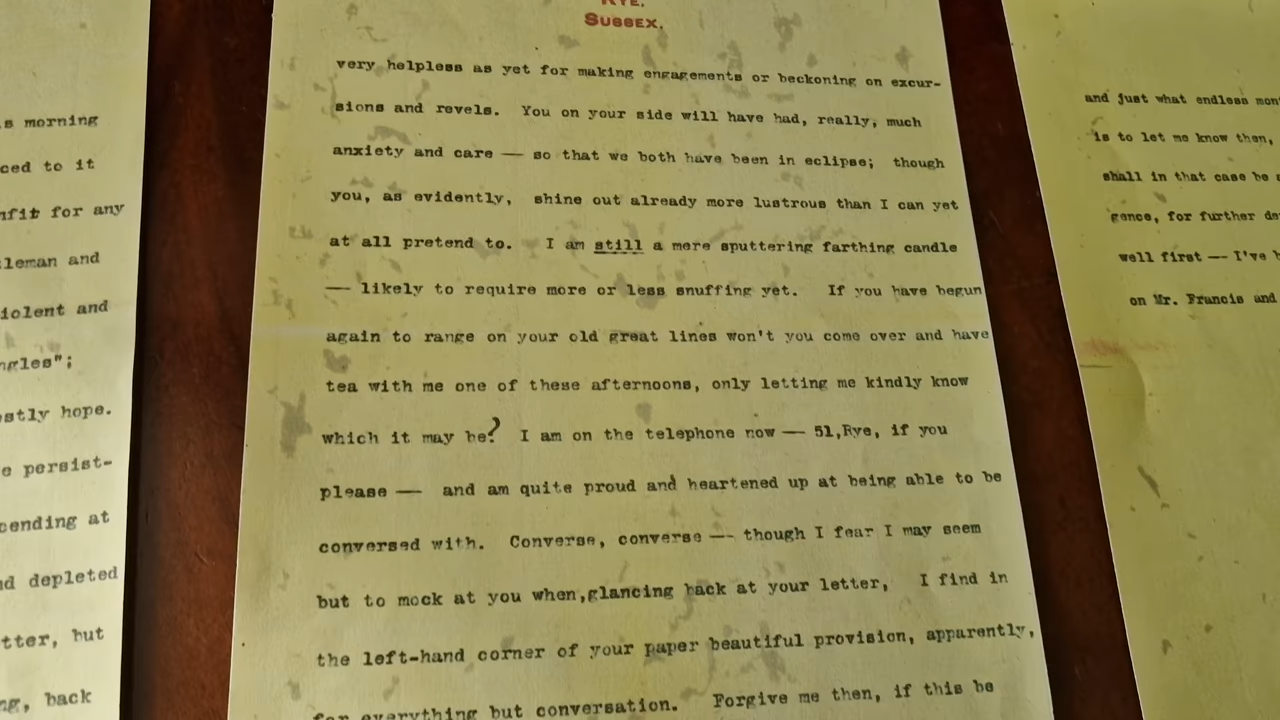 s morning
ced to it
nfit for any
leman and
iolent and
ngles";
stly hope.
e persist-
cending at
d depleted
tter, but
ng, back
RYE.
SUSSEX.
very helpless as yet for making engagements or beckoning on excur-
sions and revels. You on your side will have had, really, much
anxiety and care — so that we both have been in eclipse; though
you, as evidently, shine out already more lustrous than I can yet
at all pretend to. I am still a mere sputtering farthing candle
— likely to require more or less snuffing yet. If you have begun
again to range on your old great lines won't you come over and have
tea with me one of these afternoons, only letting me kindly know
which it may be? I am on the telephone now — 51,Rye, if you
please — and am quite proud and heartened up at being able to be
conversed with. Converse, converse — though I fear I may seem
but to mock at you when,glancing back at your letter, I find in
the left-hand corner of your paper beautiful provision, apparently,
for everything but conversation. Forgive me then, if this be
and just what endless mon
is to let me know then,
shall in that case be a
gence, for further de
well first — I've h
on Mr. Francis and